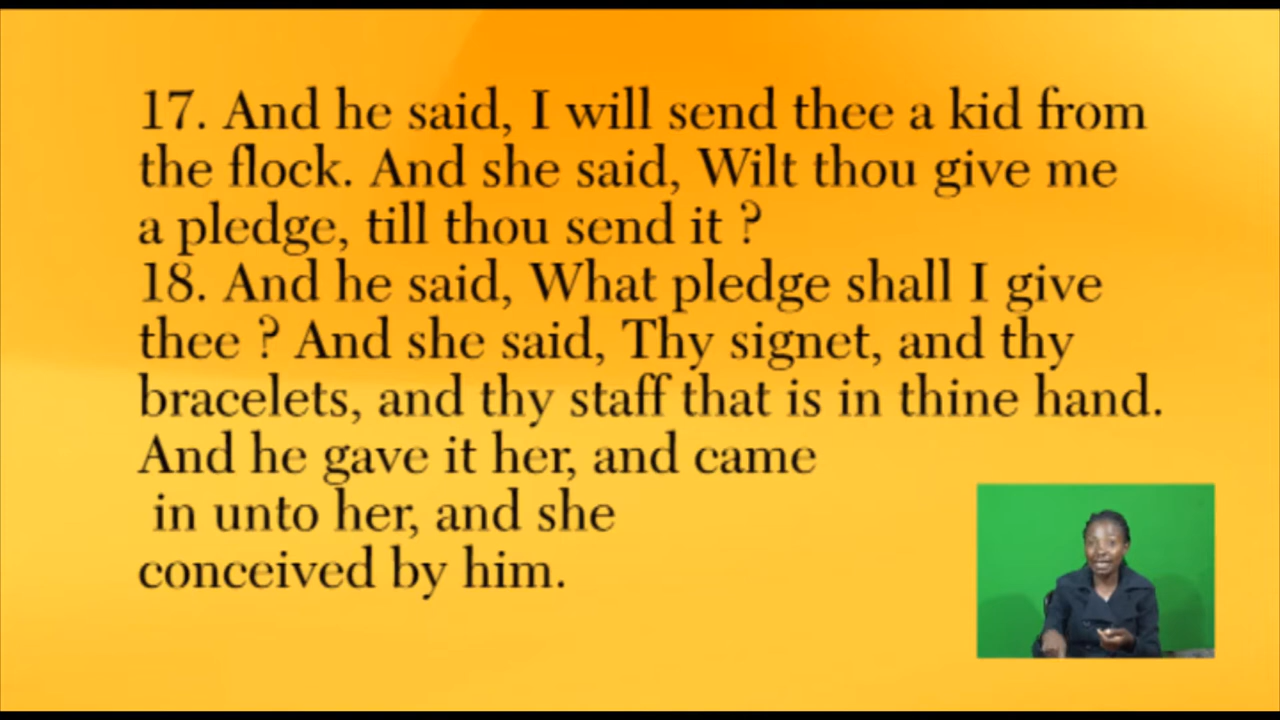 17. And he said, I will send thee a kid from
the flock. And she said, Wilt thou give me
a pledge, till thou send it ?
18. And he said, What pledge shall I give
thee ? And she said, Thy signet, and thy
bracelets, and thy staff that is in thine hand.
And he gave it her, and came
in unto her, and she
conceived by him.